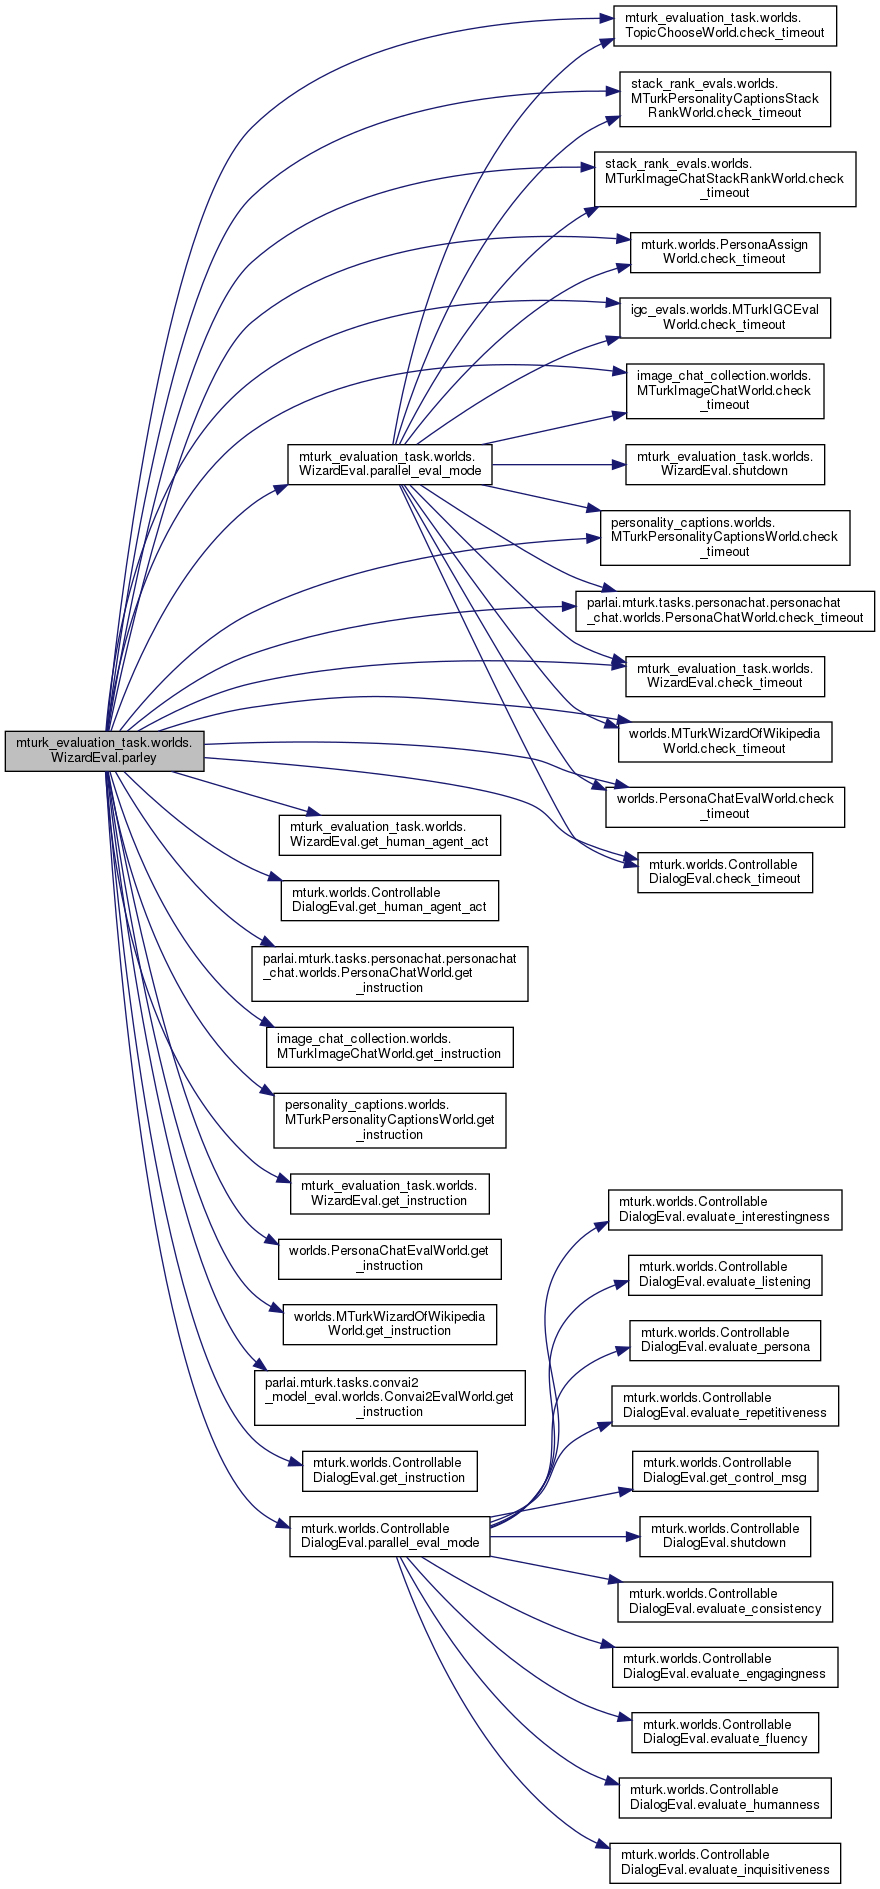 mturk_evaluation_task.worlds.
TopicChooseWorld.check_timeout
stack_rank_evals.worlds.
MTurkPersonalityCaptionsStack
RankWorld.check_timeout
stack_rank_evals.worlds.
MTurkImageChatStackRankWorld.check
_timeout
mturk.worlds.PersonaAssign
World.check_timeout
igc_evals.worlds.MTurkIGCEval
World.check_timeout
image_chat_collection.worlds.
MTurkImageChatWorld.check
_timeout
mturk_evaluation_task.worlds.
WizardEval.parallel_eval_mode
mturk_evaluation_task.worlds.
WizardEval.shutdown
personality_captions.worlds.
MTurkPersonalityCaptionsWorld.check
_timeout
parlai.mturk.tasks.personachat.personachat
_chat.worlds.PersonaChatWorld.check_timeout
mturk_evaluation_task.worlds.
WizardEval.check_timeout
worlds.MTurkWizardOfWikipedia
World.check_timeout
mturk_evaluation_task.worlds.
WizardEval.parley
worlds.PersonaChatEvalWorld.check
_timeout
mturk_evaluation_task.worlds.
WizardEval.get_human_agent_act
mturk.worlds.Controllable
DialogEval.check_timeout
mturk.worlds.Controllable
DialogEval.get_human_agent_act
parlai.mturk.tasks.personachat.personachat
_chat.worlds.PersonaChatWorld.get
_instruction
image_chat_collection.worlds.
MTurkImageChatWorld.get_instruction
personality_captions.worlds.
MTurkPersonalityCaptionsWorld.get
_instruction
mturk_evaluation_task.worlds.
WizardEval.get_instruction
worlds.PersonaChatEvalWorld.get
_instruction
worlds.MTurkWizardOfWikipedia
World.get_instruction
parlai.mturk.tasks.convai2
_model_eval.worlds.Convai2EvalWorld.get
_instruction
mturk.worlds.Controllable
DialogEval.get_instruction
mturk.worlds.Controllable
DialogEval.parallel_eval_mode
mturk.worlds.Controllable
DialogEval.evaluate_interestingness
mturk.worlds.Controllable
DialogEval.evaluate_listening
mturk.worlds.Controllable
DialogEval.evaluate_persona
mturk.worlds.Controllable
DialogEval.evaluate_repetitiveness
mturk.worlds.Controllable
DialogEval.get_control_msg
mturk.worlds.Controllable
DialogEval.shutdown
mturk.worlds.Controllable
DialogEval.evaluate_consistency
mturk.worlds.Controllable
DialogEval.evaluate_engagingness
mturk.worlds.Controllable
DialogEval.evaluate_fluency
mturk.worlds.Controllable
DialogEval.evaluate_humanness
mturk.worlds.Controllable
DialogEval.evaluate_inquisitiveness